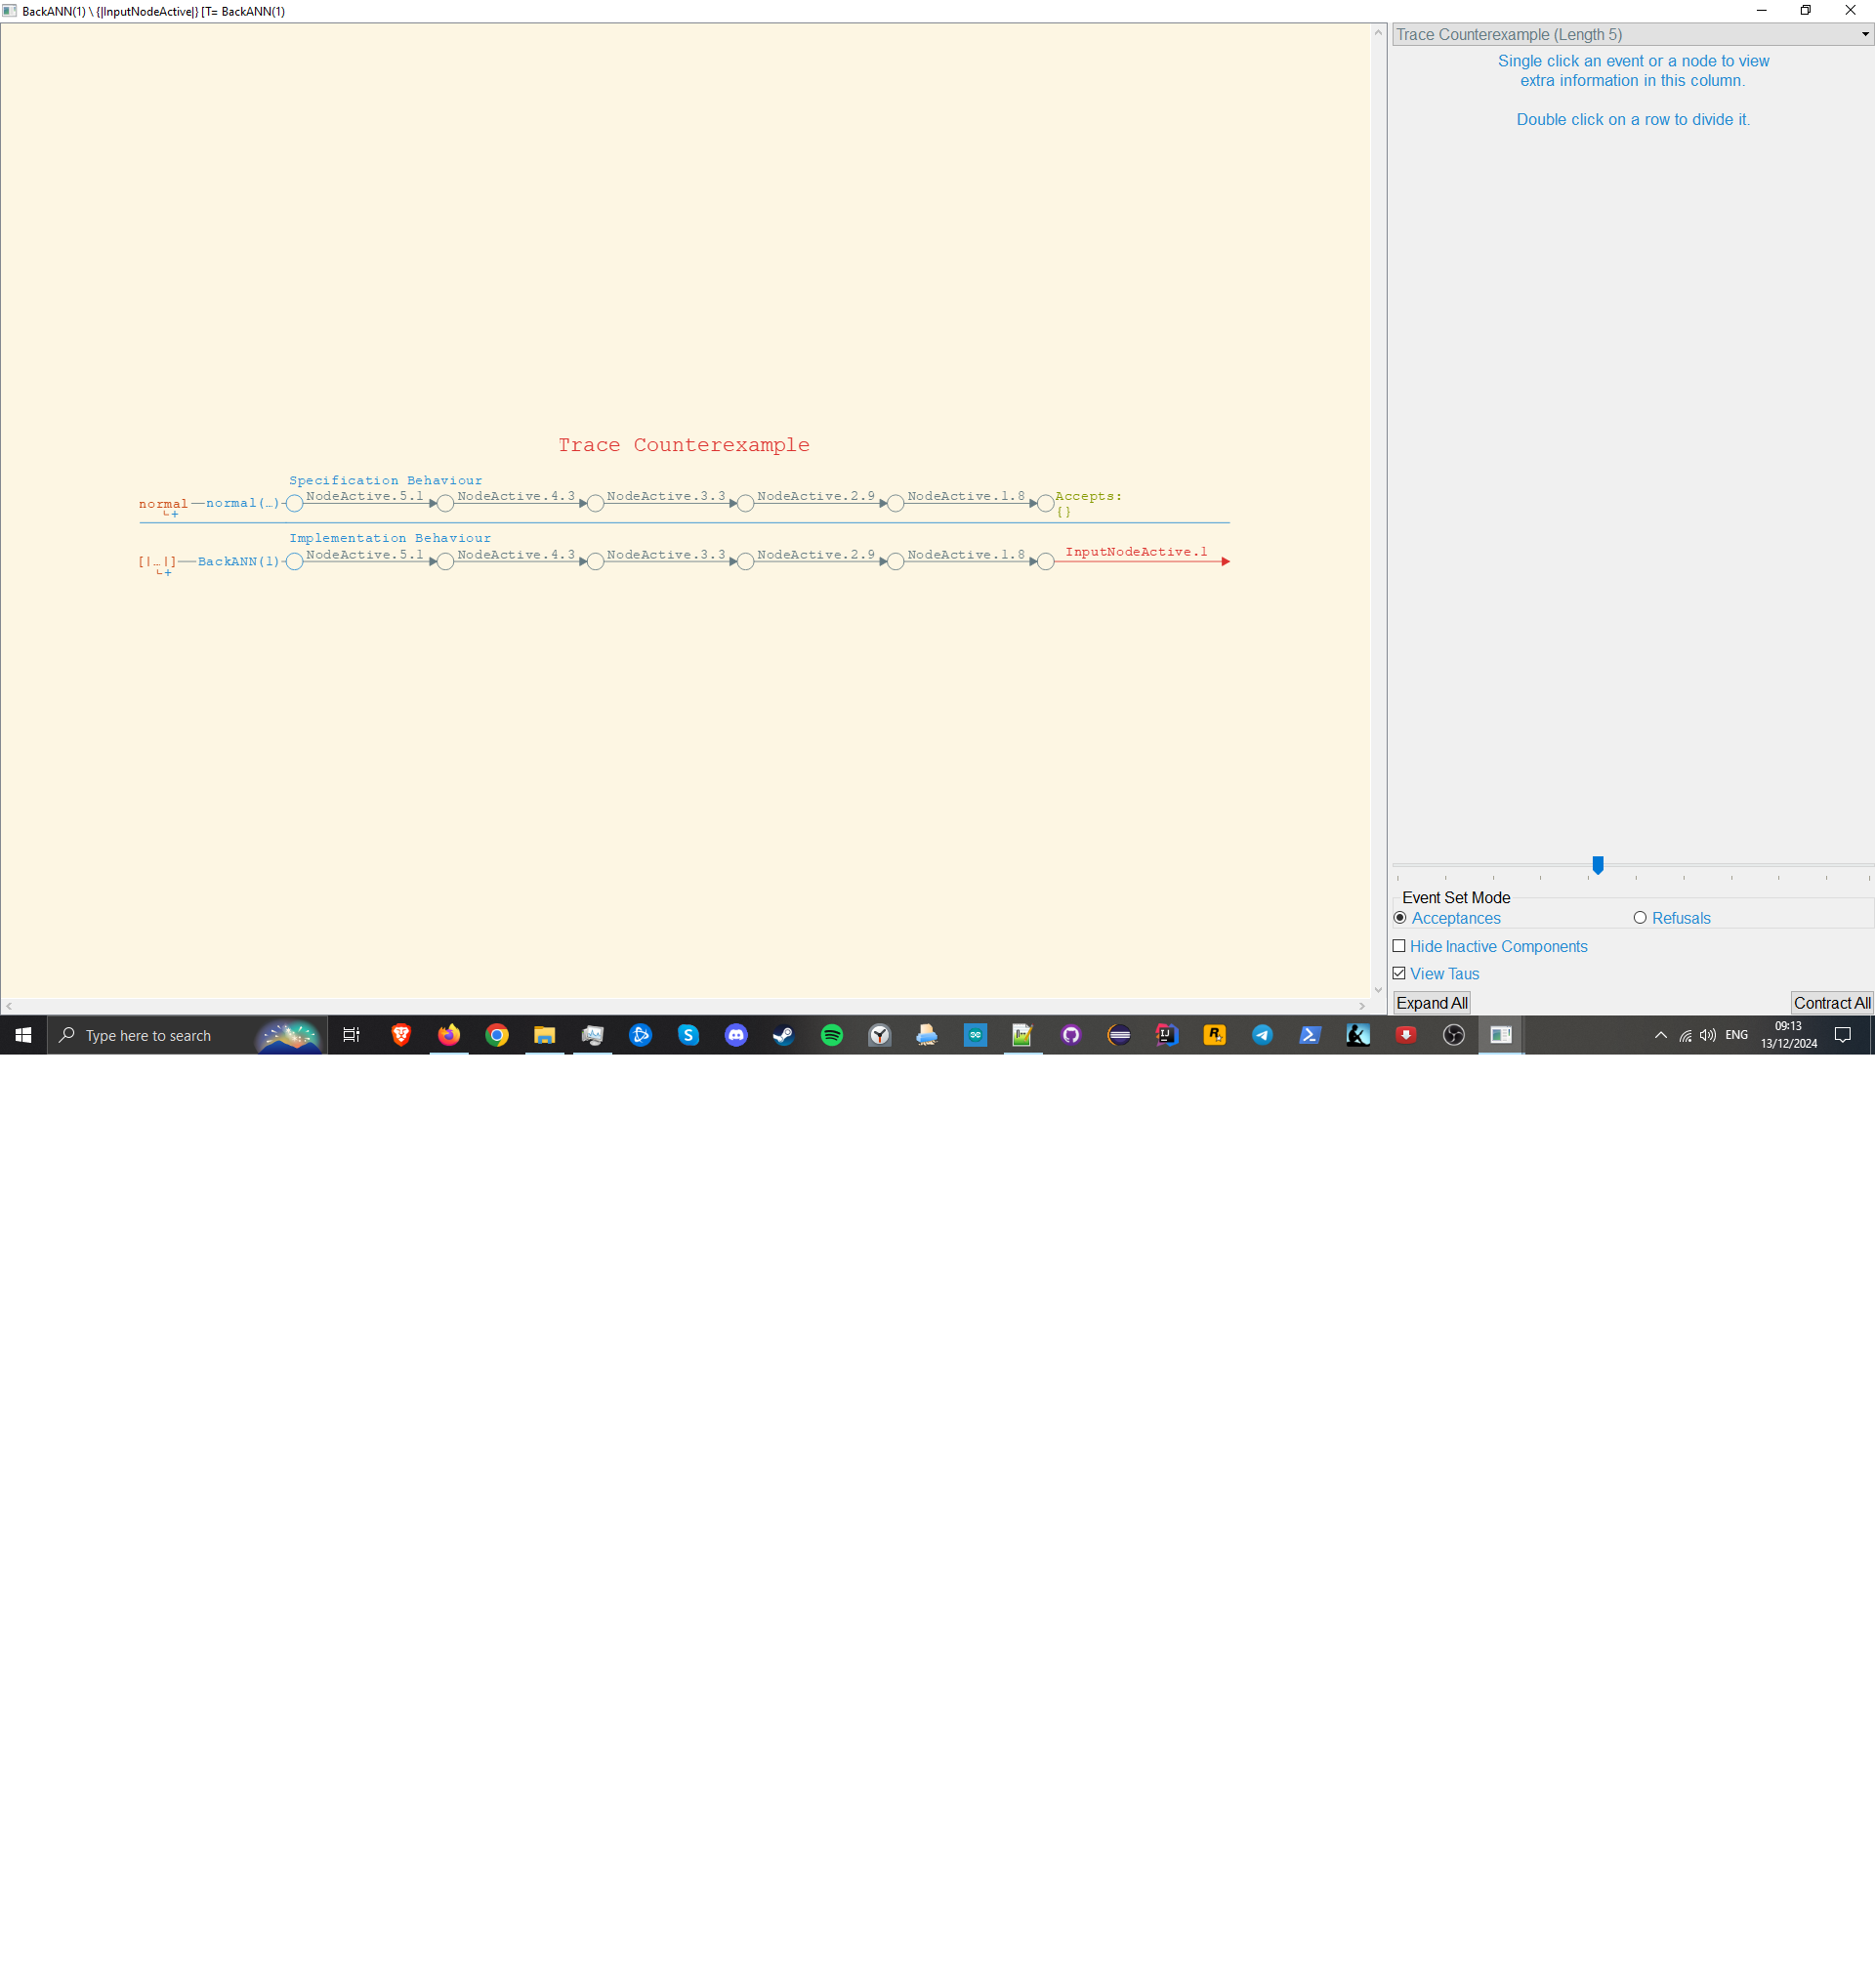 BackANN(1) \ {|InputNodeActive|} [T= BackANN(1)
Trace Counterexample (Length 5)
Single click an event or a node to view
extra information in this column.
Double click on a row to divide it.
Trace Counterexample
Specification Behaviour
normal normal(…) NodeActive.5.1 NodeActive.4.3 NodeActive.3.3 NodeActive.2.9 NodeActive.1.8 Accepts:
+ {}
Implementation Behaviour
[|…|] BackANN(1) NodeActive.5.1 NodeActive.4.3 NodeActive.3.3 NodeActive.2.9 NodeActive.1.8 InputNodeActive.1
+
Event Set Mode
Acceptances Refusals
Hide Inactive Components
View Taus
Expand All Contract All
Type here to search
ENG
09:13
13/12/2024